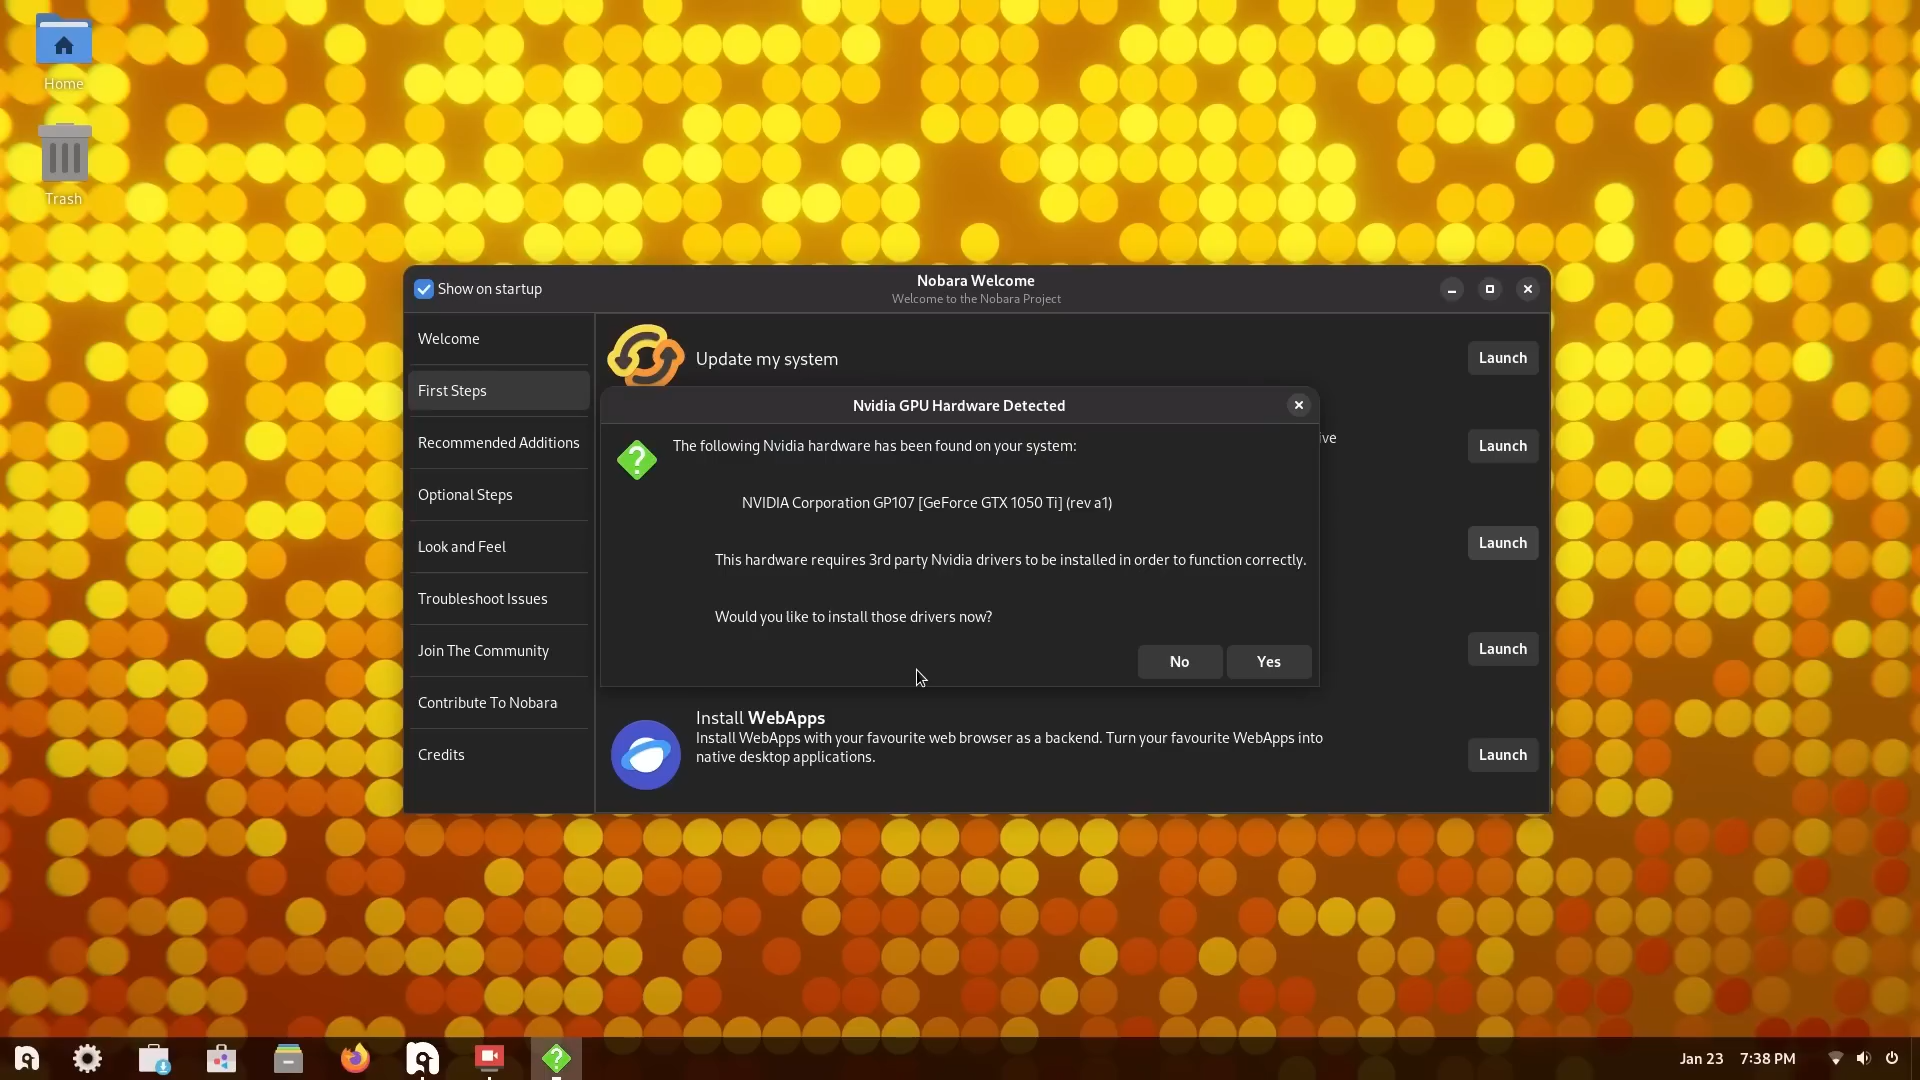 Home
Trash
Show on startup
Nobara Welcome
Welcome to the Nobara Project
Welcome
First Steps
Recommended Additions
Optional Steps
Look and Feel
Troubleshoot Issues
Join The Community
Contribute To Nobara
Credits
Update my system
Launch
ive
Launch
Launch
Launch
Nvidia GPU Hardware Detected
The following Nvidia hardware has been found on your system:
NVIDIA Corporation GP107 [GeForce GTX 1050 Ti] (rev a1)
This hardware requires 3rd party Nvidia drivers to be installed in order to function correctly.
Would you like to install those drivers now?
No
Yes
Install WebApps
Install WebApps with your favourite web browser as a backend. Turn your favourite WebApps into
native desktop applications.
Launch
Jan 23 7:38 PM